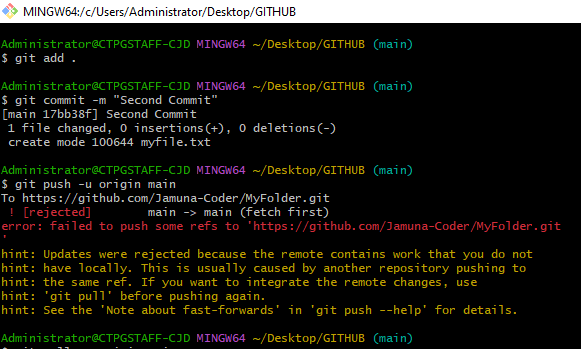 MINGW64:/c/Users/Administrator/Desktop/GITHUB
Administrator@CTPGSTAFF-CJD MINGW64 ~/Desktop/GITHUB (main)
$ git add .
Administrator@CTPGSTAFF-CJD MINGW64 ~/Desktop/GITHUB (main)
$ git commit -m "Second Commit"
[main 17bb38f] Second Commit
1 file changed, 0 insertions(+), 0 deletions(-)
create mode 100644 myfile.txt
Administrator@CTPGSTAFF-CJD MINGW64 ~/Desktop/GITHUB (main)
$ git push -u origin main
To https://github.com/Jamuna-Coder/MyFolder.git
! [rejected] main -> main (fetch first)
error: failed to push some refs to 'https://github.com/Jamuna-Coder/MyFolder.git
'
hint: Updates were rejected because the remote contains work that you do not
hint: have locally. This is usually caused by another repository pushing to
hint: the same ref. If you want to integrate the remote changes, use
hint: 'git pull' before pushing again.
hint: See the 'Note about fast-forwards' in 'git push --help' for details.
Administrator@CTPGSTAFF-CJD MINGW64 ~/Desktop/GITHUB (main)